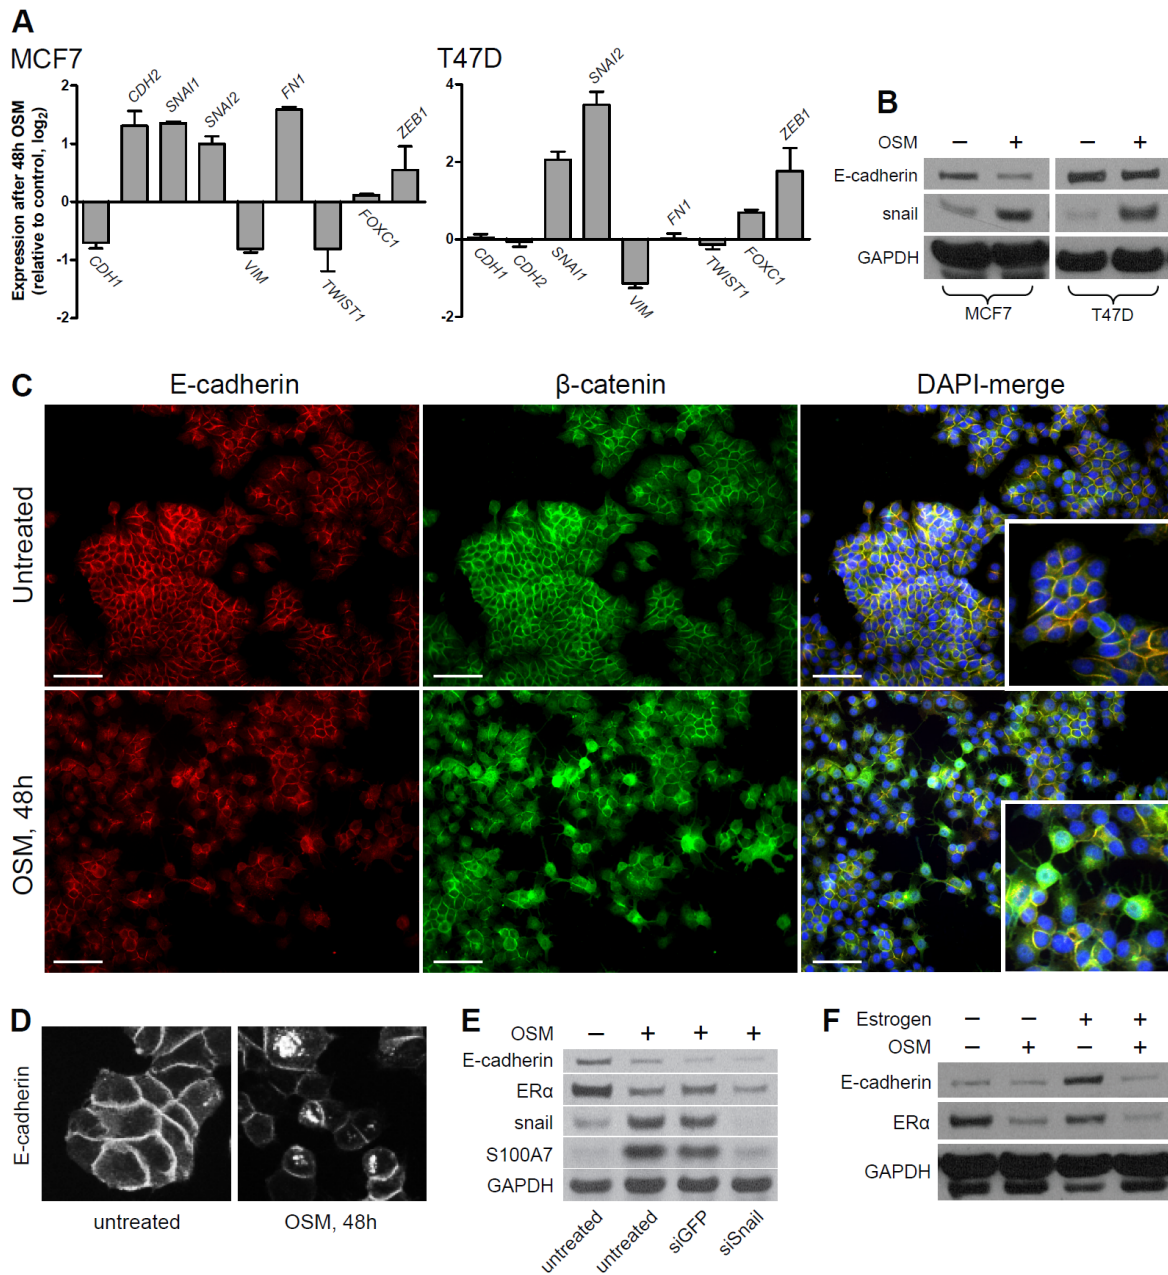 A
MCF7
Expression after 48h OSM
(relative to control, log2)
2
1
0
-1
-2
CDH1
CDH2
SNAI1
SNAI2
VIM
FN1
TWIST1
FOXC1
ZEB1
T47D
4
2
0
-2
CDH1
CDH2
SNAI1
SNAI2
VIM
FN1
TWIST1
FOXC1
ZEB1
B
OSM − + − +
E-cadherin
snail
GAPDH
MCF7 T47D
C
E-cadherin β-catenin DAPI-merge
Untreated
OSM, 48h
D
E-cadherin
untreated OSM, 48h
E
OSM − + + +
E-cadherin
ERα
snail
S100A7
GAPDH
untreated untreated siGFP siSnail
F
Estrogen − − + +
OSM − + − +
E-cadherin
ERα
GAPDH